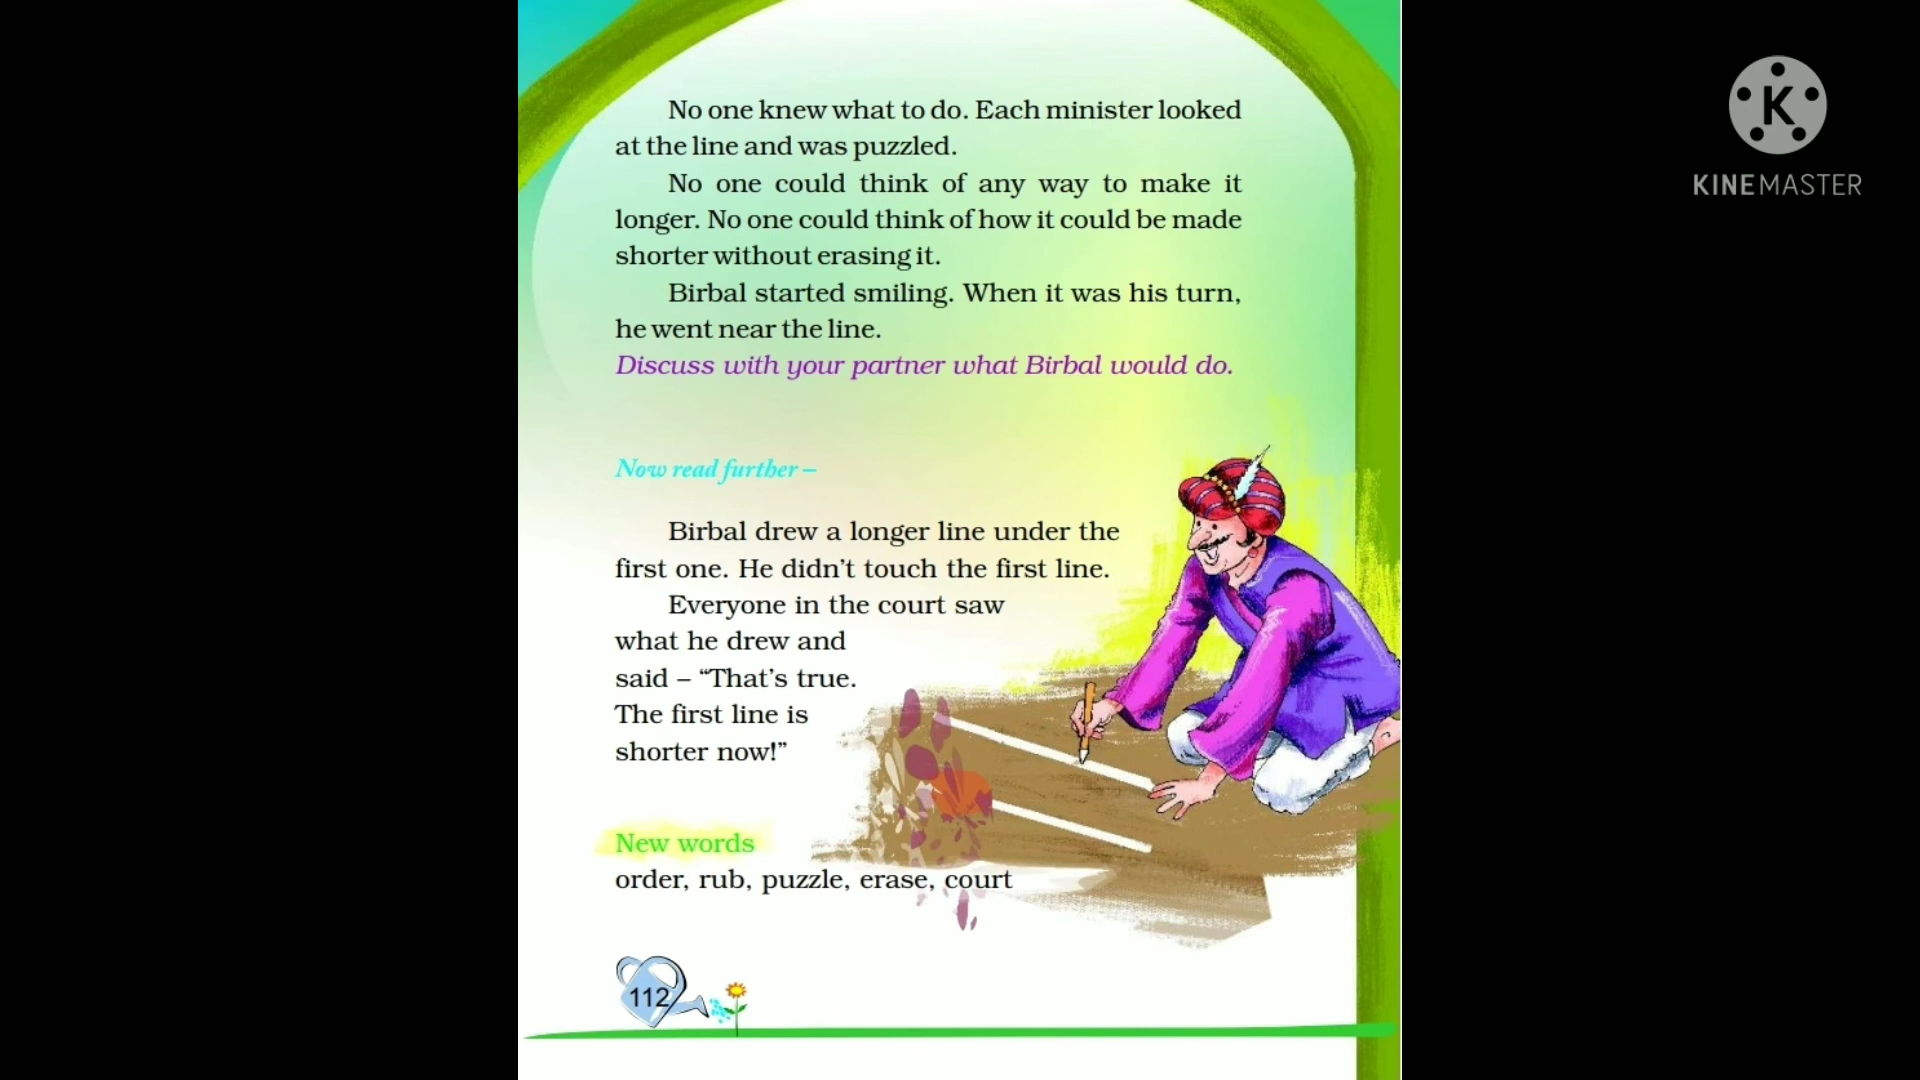 No one knew what to do. Each minister looked
at the line and was puzzled.
No one could think of any way to make it
longer. No one could think of how it could be made
shorter without erasing it.
Birbal started smiling. When it was his turn,
he went near the line.
Discuss with your partner what Birbal would do.
Now read further –
Birbal drew a longer line under the
first one. He didn’t touch the first line.
Everyone in the court saw
what he drew and
said – “That’s true.
The first line is
shorter now!”
New words
order, rub, puzzle, erase, court
112
K
KINEMASTER